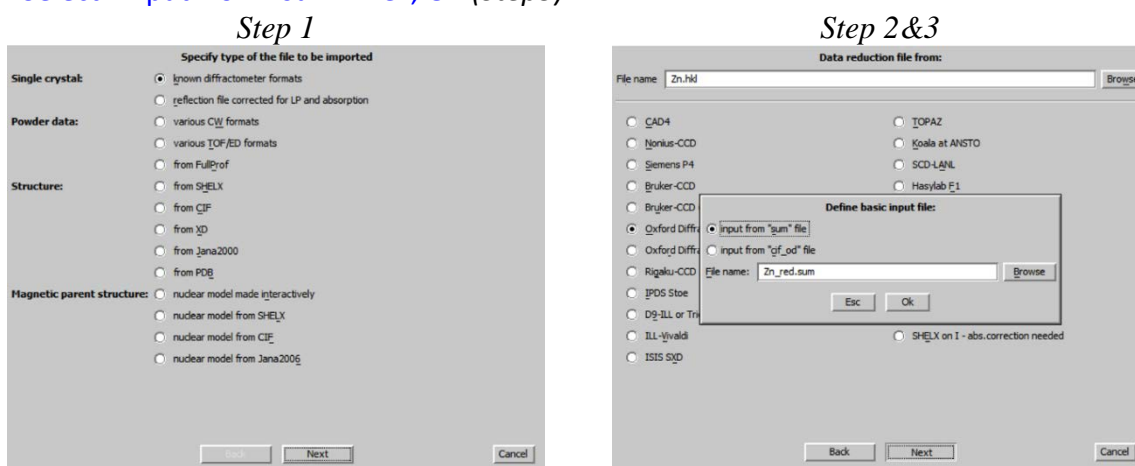 Step 1
Specify type of the file to be imported
Single crystal: known diffractometer formats
reflection file corrected for LP and absorption
Powder data: various CW formats
various TOF/ED formats
from FullProf
Structure: from SHELX
from CIF
from XD
from Jana2000
from PDB
Magnetic parent structure: nuclear model made interactively
nuclear model from SHELX
nuclear model from CIF
nuclear model from Jana2006
Back Next Cancel
Step 2&3
Data reduction file from:
File name Zn.hkl Browse
CAD4 TOPAZ
Nonius-CCD Koala at ANSTO
Siemens P4 SCD-LANL
Bruker-CCD Hasylab F1
Bruker-CCD
Define basic input file:
Oxford Diffra
input from "sum" file
Oxford Diffra
input from "cif_od" file
Rigaku-CCD
File name: Zn_red.sum Browse
IPDS Stoe
Esc Ok
D9-ILL or
ILL-Vivaldi SHELX on I - abs.correction needed
ISIS SXD
Back Next Cancel